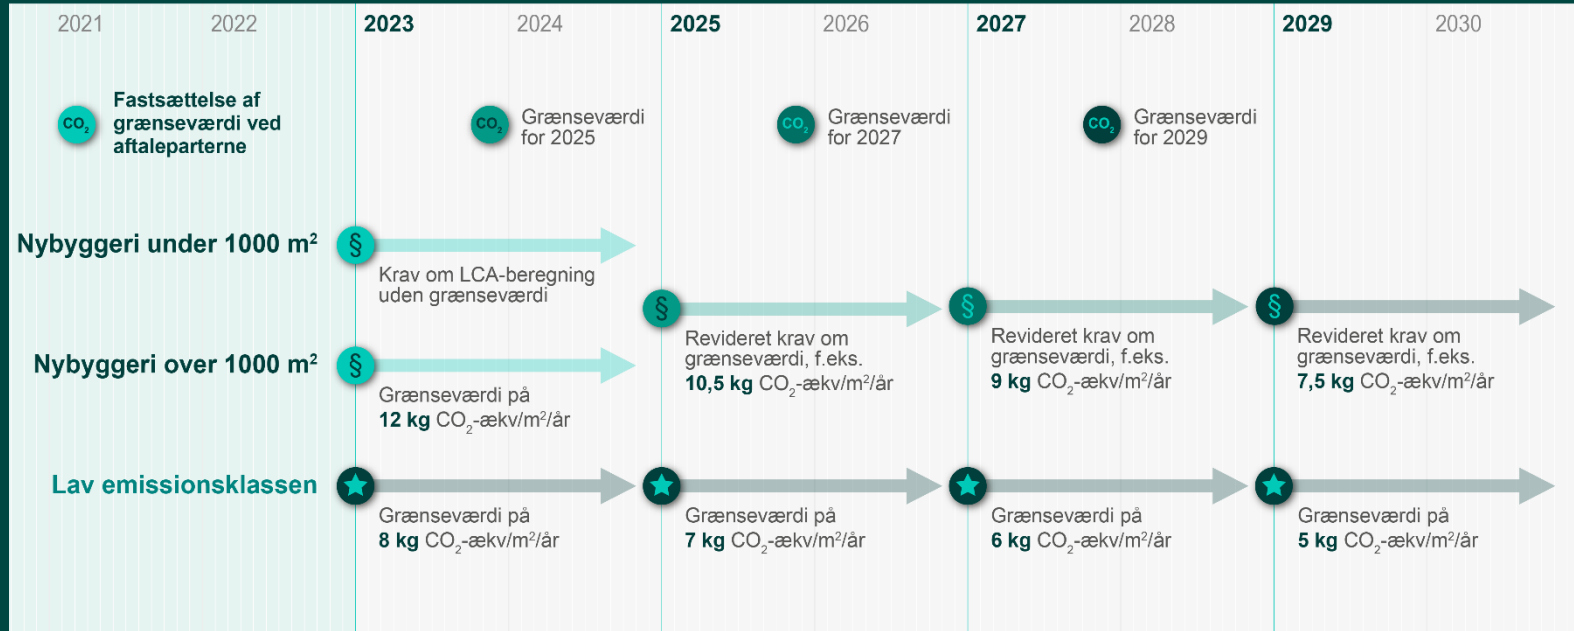 2021 2022 2023 2024 2025 2026 2027 2028 2029 2030
CO₂
Fastsættelse af
grænseværdi ved
aftaleparterne
CO₂
Grænseværdi
for 2025
CO₂
Grænseværdi
for 2027
CO₂
Grænseværdi
for 2029
Nybyggeri under 1000 m²
§
Krav om LCA-beregning
uden grænseværdi
Nybyggeri over 1000 m²
§
Grænseværdi på
12 kg CO₂-ækv/m²/år
§
Revideret krav om
grænseværdi, f.eks.
10,5 kg CO₂-ækv/m²/år
§
Revideret krav om
grænseværdi, f.eks.
9 kg CO₂-ækv/m²/år
§
Revideret krav om
grænseværdi, f.eks.
7,5 kg CO₂-ækv/m²/år
Lav emissionsklassen
Grænseværdi på
8 kg CO₂-ækv/m²/år
Grænseværdi på
7 kg CO₂-ækv/m²/år
Grænseværdi på
6 kg CO₂-ækv/m²/år
Grænseværdi på
5 kg CO₂-ækv/m²/år